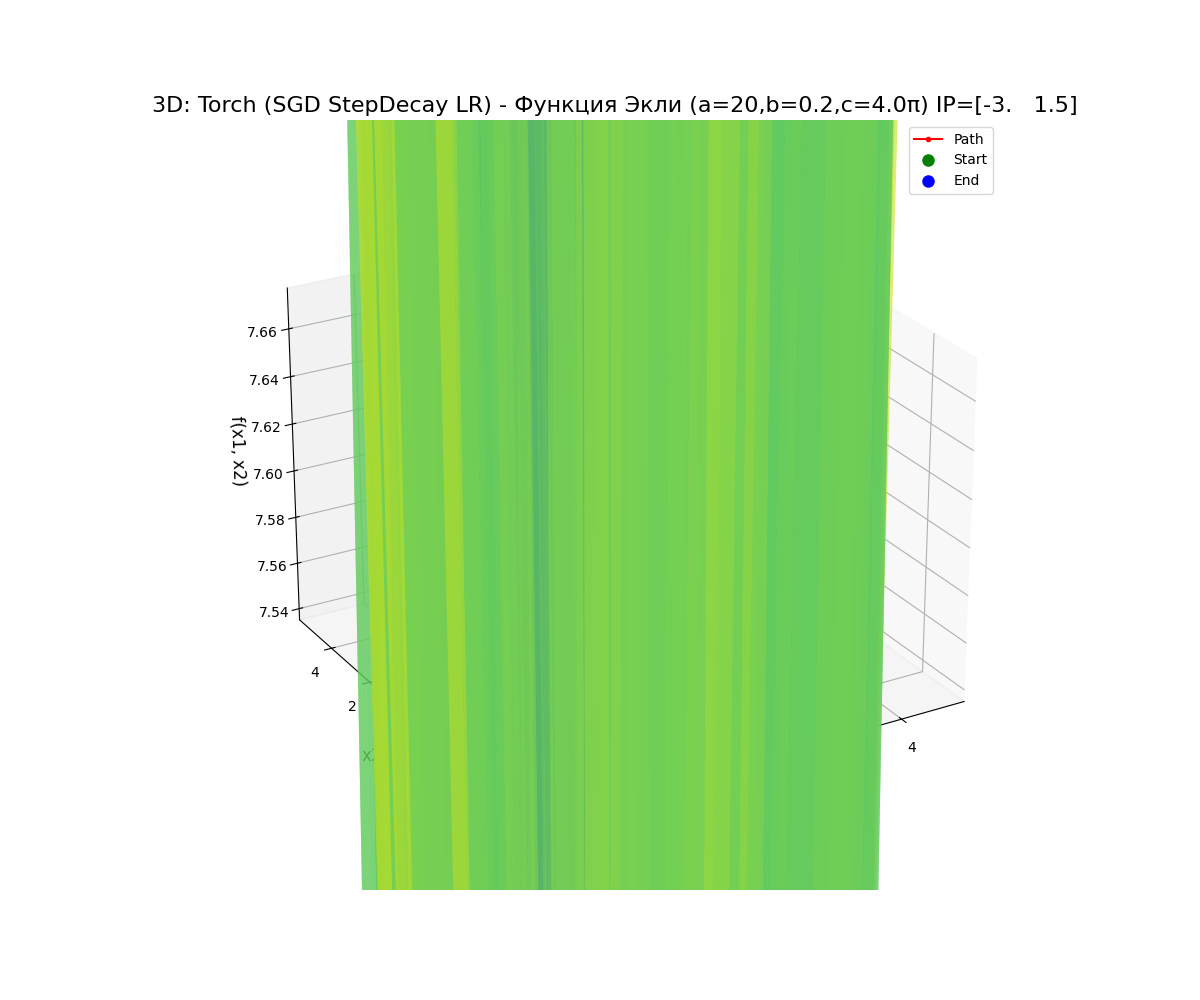 3D: Torch (SGD StepDecay LR) - Функция Экли (a=20,b=0.2,c=4.0π) IP=[-3.   1.5]
Path
Start
End
7.66
7.64
7.62
7.60
7.58
7.56
7.54
f(x1, x2)
4
2
4